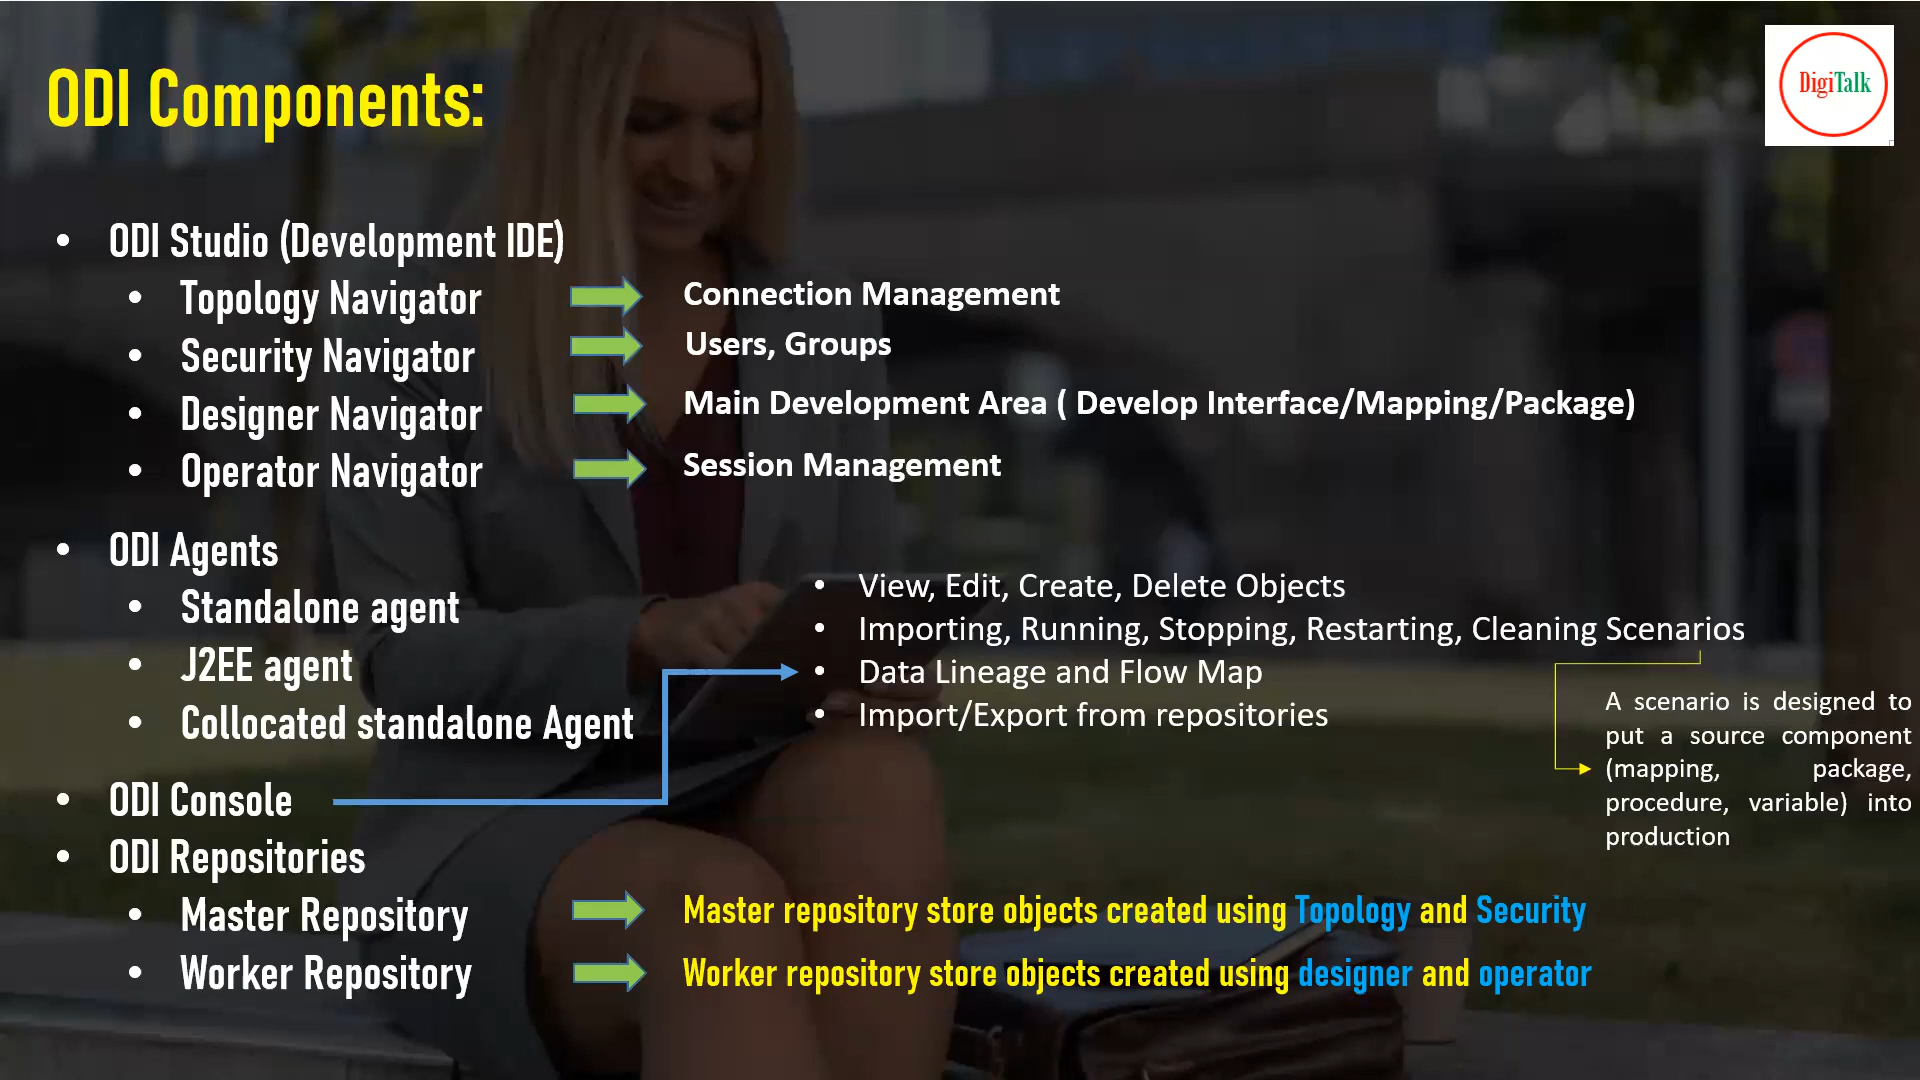 ODI Components:
DigiTalk
• ODI Studio (Development IDE)
• Topology Navigator
Connection Management
• Security Navigator
Users, Groups
• Designer Navigator
Main Development Area ( Develop Interface/Mapping/Package)
• Operator Navigator
Session Management
• ODI Agents
• Standalone agent
• J2EE agent
• Collocated standalone Agent
• View, Edit, Create, Delete Objects
• Importing, Running, Stopping, Restarting, Cleaning Scenarios
• Data Lineage and Flow Map
• Import/Export from repositories
A scenario is designed to
put a source component
(mapping, package,
procedure, variable) into
production
• ODI Console
• ODI Repositories
• Master Repository
Master repository store objects created using Topology and Security
• Worker Repository
Worker repository store objects created using designer and operator